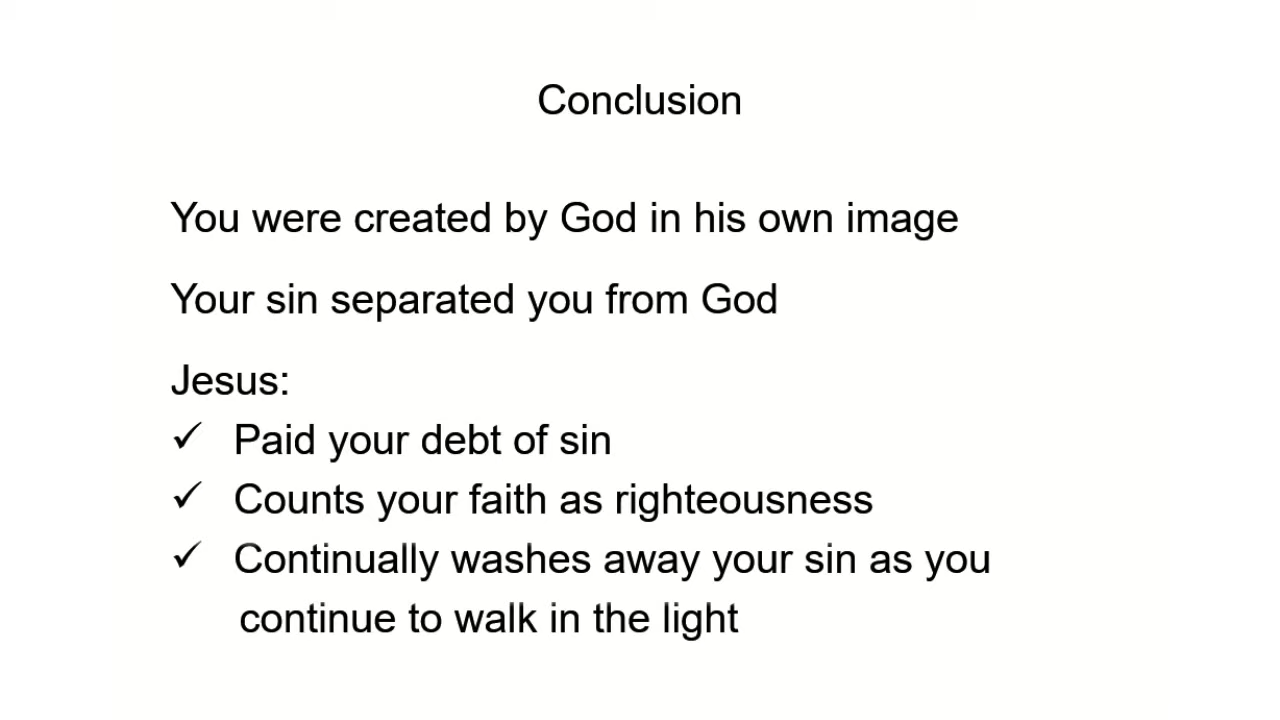 Conclusion
You were created by God in his own image
Your sin separated you from God
Jesus:
✓ Paid your debt of sin
✓ Counts your faith as righteousness
✓ Continually washes away your sin as you
continue to walk in the light